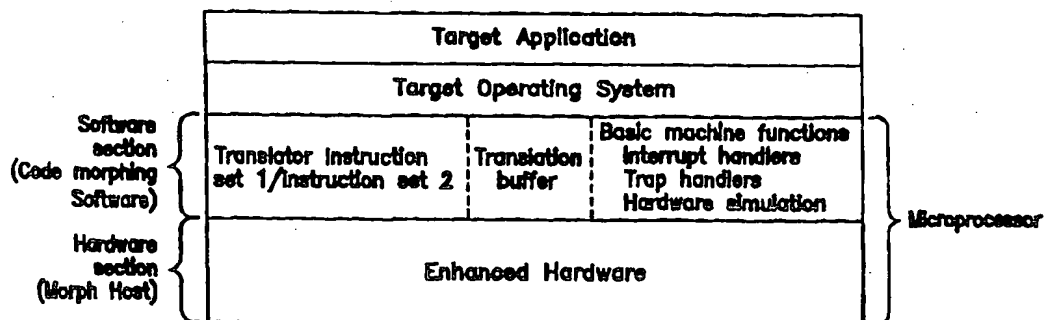 Target Application
Target Operating System
Software
section
(Code morphing
Software)
Translator Instruction
set 1/Instruction set 2
Translation
buffer
Basic machine functions
Interrupt handlers
Trap handlers
Hardware simulation
Microprocessor
Hardware
section
(Morph Host)
Enhanced Hardware